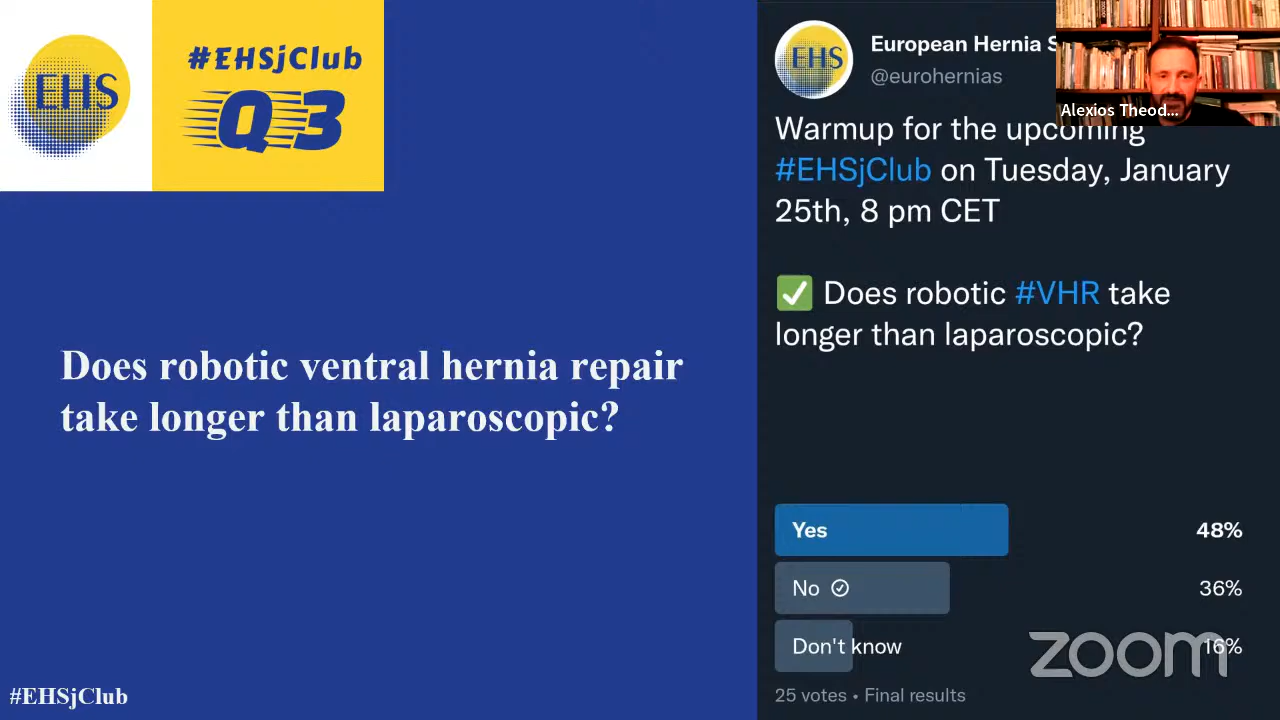 EHS
#EHSjClub
Q3
Does robotic ventral hernia repair
take longer than laparoscopic?
#EHSjClub
EHS
European Hernia S
@eurohernias
Alexios Theod...
Warmup for the upcoming
#EHSjClub on Tuesday, January
25th, 8 pm CET
✅ Does robotic #VHR take
longer than laparoscopic?
Yes 48%
No 36%
Don't know 16%
25 votes • Final results
zoom